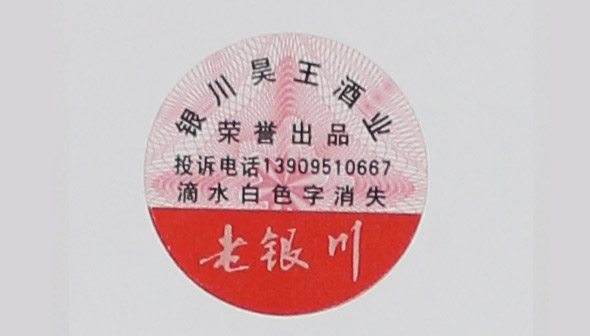 银川昊王酒业
荣誉出品
投诉电话13909510667
滴水白色字消失
老银川